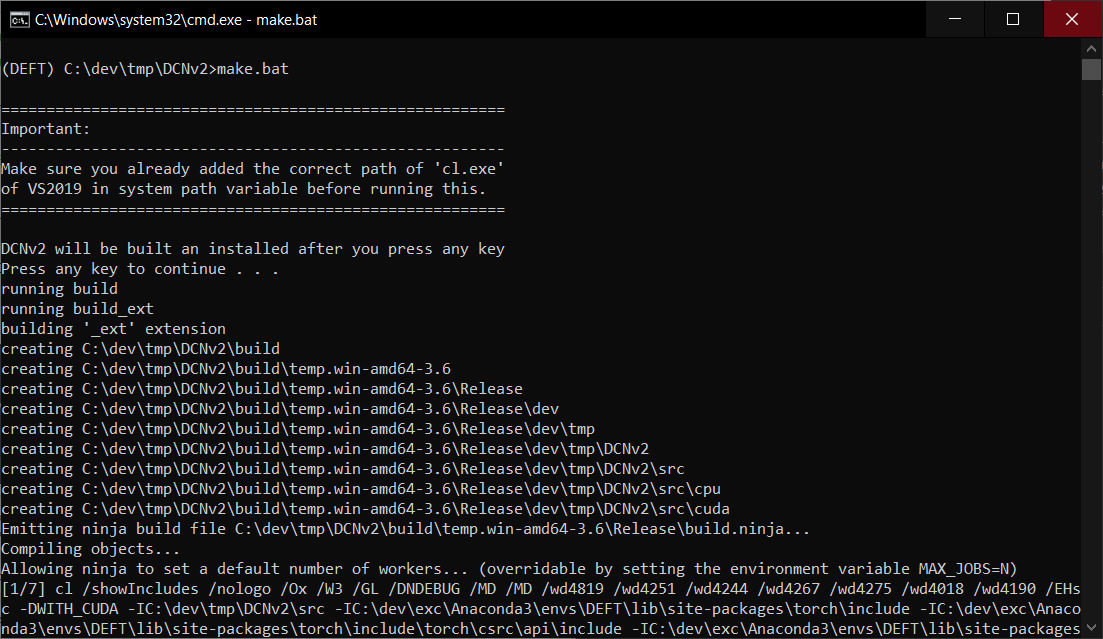 C:\Windows\system32\cmd.exe - make.bat
(DEFT) C:\dev\tmp\DCNv2>make.bat
========================================================
Important:
--------------------------------------------------------
Make sure you already added the correct path of 'cl.exe'
of VS2019 in system path variable before running this.
========================================================
DCNv2 will be built an installed after you press any key
Press any key to continue . . .
running build
running build_ext
building '_ext' extension
creating C:\dev\tmp\DCNv2\build
creating C:\dev\tmp\DCNv2\build\temp.win-amd64-3.6
creating C:\dev\tmp\DCNv2\build\temp.win-amd64-3.6\Release
creating C:\dev\tmp\DCNv2\build\temp.win-amd64-3.6\Release\dev
creating C:\dev\tmp\DCNv2\build\temp.win-amd64-3.6\Release\dev\tmp
creating C:\dev\tmp\DCNv2\build\temp.win-amd64-3.6\Release\dev\tmp\DCNv2
creating C:\dev\tmp\DCNv2\build\temp.win-amd64-3.6\Release\dev\tmp\DCNv2\src
creating C:\dev\tmp\DCNv2\build\temp.win-amd64-3.6\Release\dev\tmp\DCNv2\src\cpu
creating C:\dev\tmp\DCNv2\build\temp.win-amd64-3.6\Release\dev\tmp\DCNv2\src\cuda
Emitting ninja build file C:\dev\tmp\DCNv2\build\temp.win-amd64-3.6\Release\build.ninja...
Compiling objects...
Allowing ninja to set a default number of workers... (overridable by setting the environment variable MAX_JOBS=N)
[1/7] cl /showIncludes /nologo /Ox /W3 /GL /DNDEBUG /MD /MD /wd4819 /wd4251 /wd4244 /wd4267 /wd4275 /wd4018 /wd4190 /EHs
c -DWITH_CUDA -IC:\dev\tmp\DCNv2\src -IC:\dev\exc\Anaconda3\envs\DEFT\lib\site-packages\torch\include -IC:\dev\exc\Anaco
nda3\envs\DEFT\lib\site-packages\torch\include\torch\csrc\api\include -IC:\dev\exc\Anaconda3\envs\DEFT\lib\site-packages